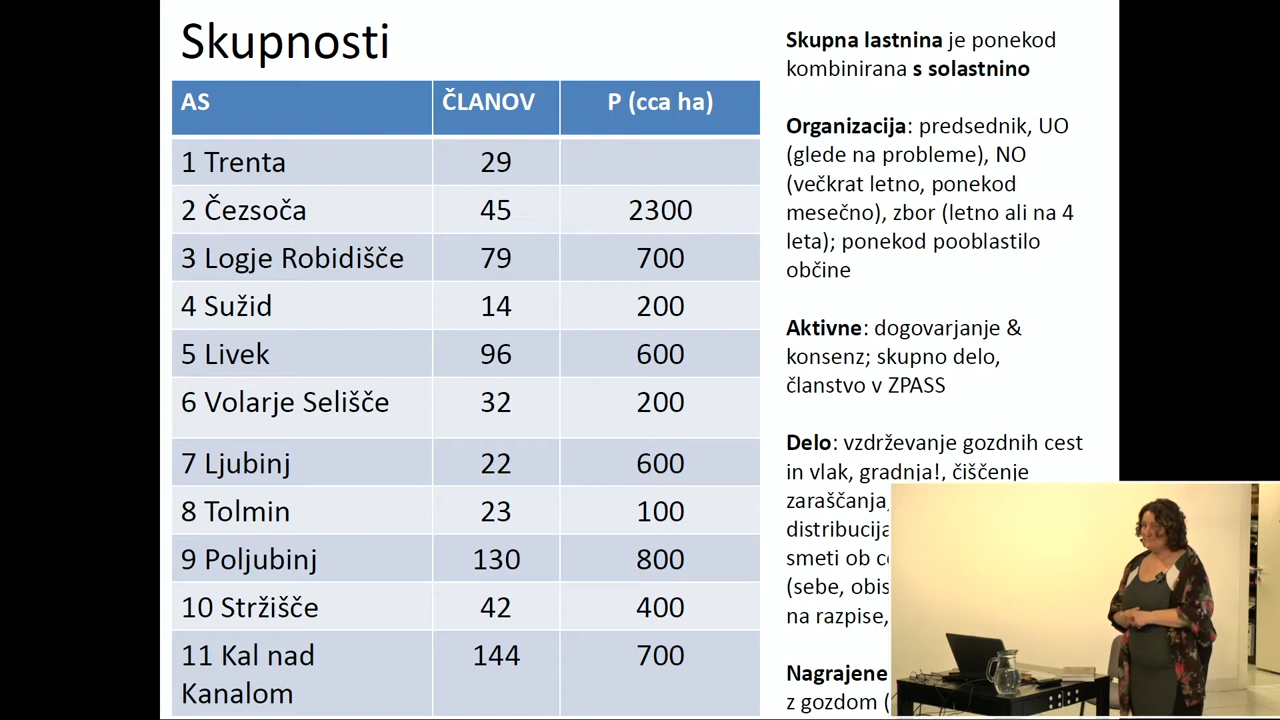 Skupnosti
AS ČLANOV P (cca ha)
1 Trenta 29
2 Čezsoča 45 2300
3 Logje Robidišče 79 700
4 Sužid 14 200
5 Livek 96 600
6 Volarje Selišče 32 200
7 Ljubinj 22 600
8 Tolmin 23 100
9 Poljubinj 130 800
10 Stržišče 42 400
11 Kal nad 144 700
Kanalom
Skupna lastnina je ponekod
kombinirana s solastnino
Organizacija: predsednik, UO
(glede na probleme), NO
(večkrat letno, ponekod
mesečno), zbor (letno ali na 4
leta); ponekod pooblastilo
občine
Aktivne: dogovarjanje &
konsenz; skupno delo,
članstvo v ZPASS
Delo: vzdrževanje gozdnih cest
in vlak, gradnja!, čiščenje
zaraščanja,
distribucija
smeti ob
(sebe,
na razpise,
Nagrajene
z gozdom (